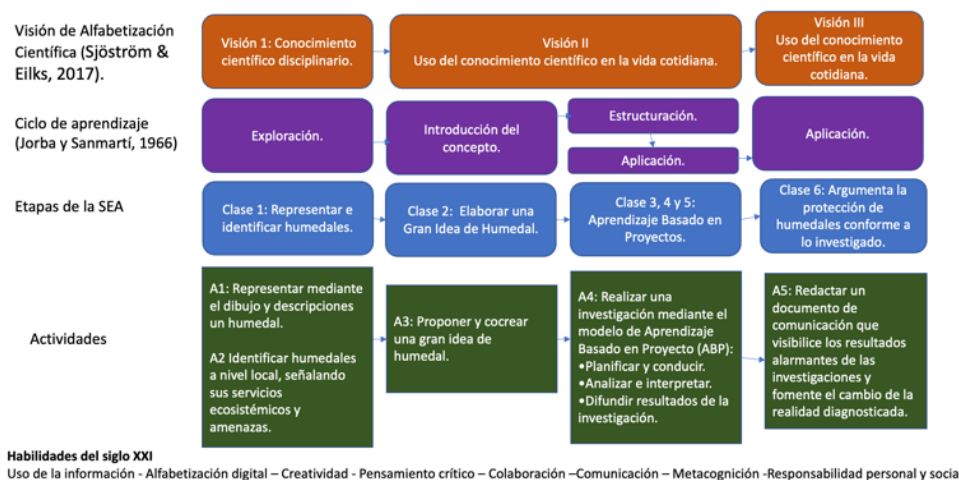 Visión de Alfabetización
Científica (Sjöström &
Eilks, 2017).
Visión 1: Conocimiento
científico disciplinario.
Visión II
Uso del conocimiento científico en la vida cotidiana.
Visión III
Uso del conocimiento
científico en la vida
cotidiana.
Ciclo de aprendizaje
(Jorba y Sanmartí, 1966)
Exploración.
Introducción del
concepto.
Estructuración.
Aplicación.
Aplicación.
Etapas de la SEA
Clase 1: Representar e
identificar humedales.
Clase 2: Elaborar una
Gran Idea de Humedal.
Clase 3, 4 y 5:
Aprendizaje Basado en
Proyectos.
Clase 6: Argumenta la
protección de
humedales conforme a
lo investigado.
Actividades
A1: Representar mediante
el dibujo y descripciones
un humedal.
A2 Identificar humedales
a nivel local, señalando
sus servicios
ecosistémicos y
amenazas.
A3: Proponer y cocrear
una gran idea de
humedal.
A4: Realizar una
investigación mediante el
modelo de Aprendizaje
Basado en Proyecto (ABP):
•Planificar y conducir.
•Analizar e interpretar.
•Difundir resultados de la
investigación.
A5: Redactar un
documento de
comunicación que
visibilice los resultados
alarmantes de las
investigaciones y
fomente el cambio de la
realidad diagnosticada.
Habilidades del siglo XXI
Uso de la información - Alfabetización digital – Creatividad - Pensamiento crítico – Colaboración –Comunicación – Metacognición -Responsabilidad personal y socia